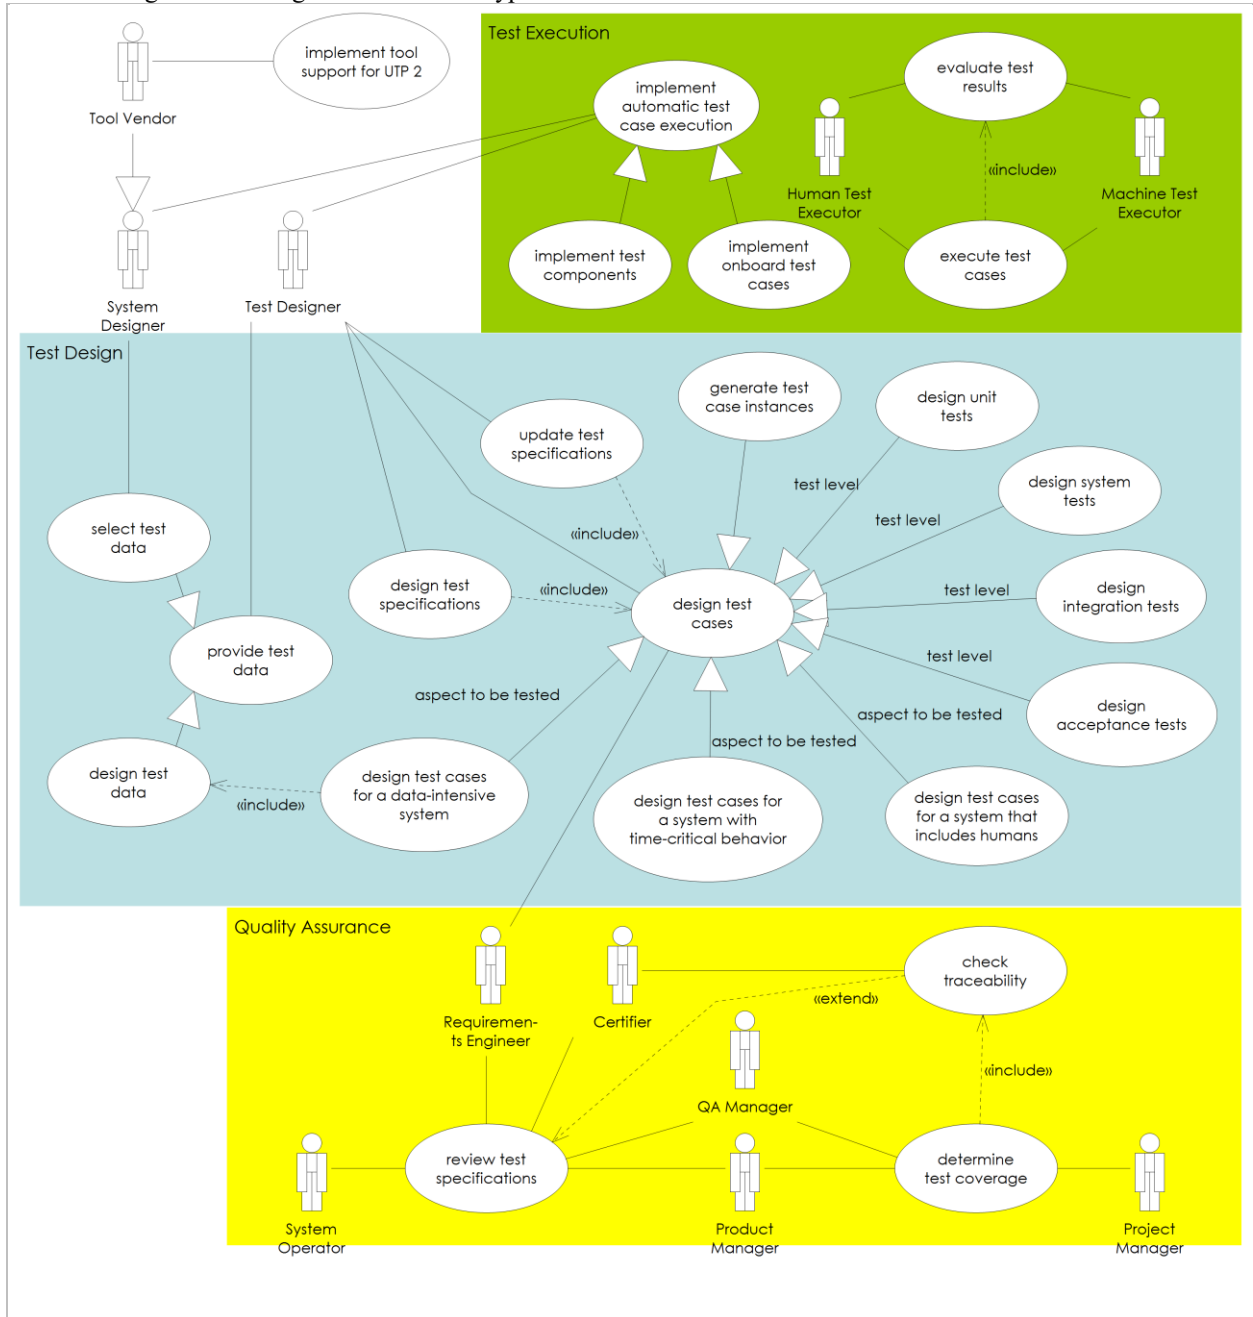 Test Execution
implement tool
support for UTP 2
evaluate test
results
implement
automatic test
case execution
Tool Vendor
«include»
Human Test
Executor
Machine Test
Executor
implement test
components
implement
onboard test
cases
execute test
cases
System
Designer
Test Designer
Test Design
generate test
case instances
design unit
tests
update test
specifications
test level
design system
tests
select test
data
«include»
test level
design test
specifications
«include»
design test
cases
test level
design
integration tests
provide test
data
test level
aspect to be tested
design
acceptance tests
aspect to be tested
aspect to be tested
design test
data
«include»
design test cases
for a data-intensive
system
design test cases for
a system with
time-critical behavior
design test cases
for a system that
includes humans
Quality Assurance
check
traceability
«extend»
Requiremen-
ts Engineer
Certifier
«include»
QA Manager
review test
specifications
determine
test coverage
System
Operator
Product
Manager
Project
Manager